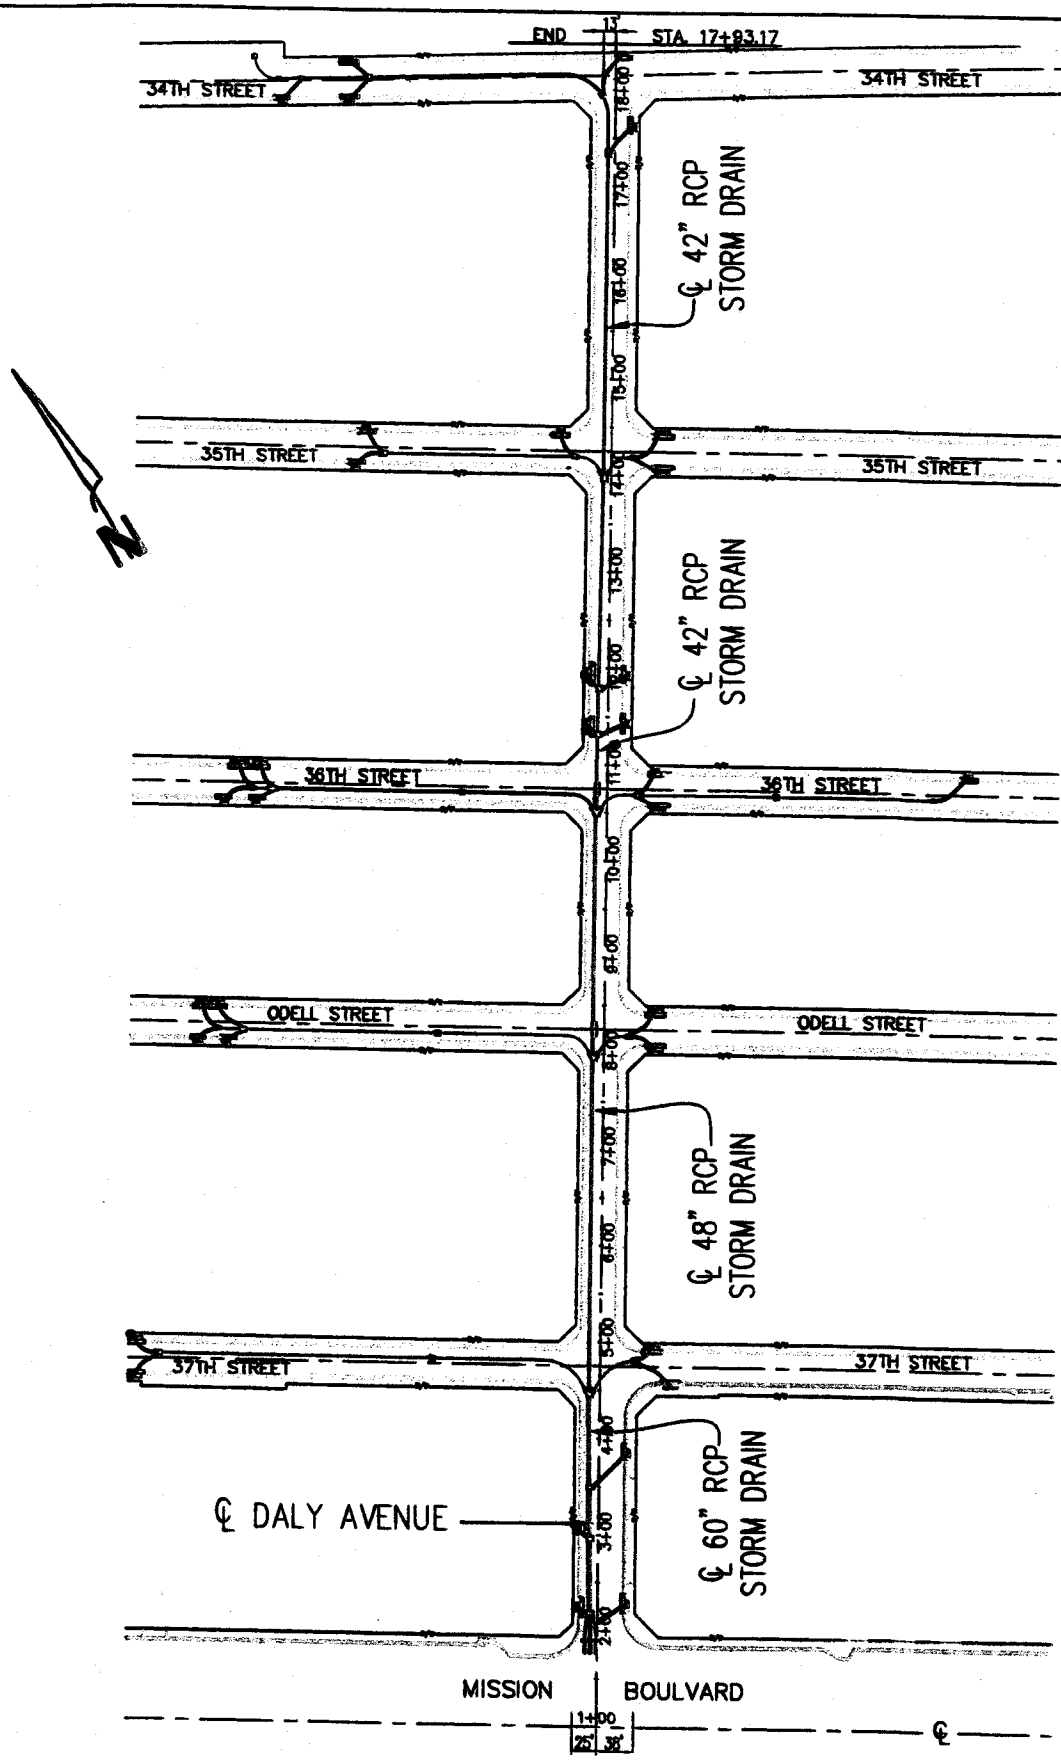 13'
END STA. 17+93.17
34TH STREET
34TH STREET
18+00
17+00
℄ 42" RCP
STORM DRAIN
16+00
15+00
35TH STREET
35TH STREET
14+00
N
13+00
℄ 42" RCP
STORM DRAIN
12+00
11+00
36TH STREET
36TH STREET
10+00
9+00
ODELL STREET
ODELL STREET
8+00
7+00
℄ 48" RCP
STORM DRAIN
6+00
5+00
37TH STREET
37TH STREET
4+00
℄ 60" RCP
STORM DRAIN
℄ DALY AVENUE
3+00
2+00
MISSION BOULVARD
1+00
℄
25' 36'